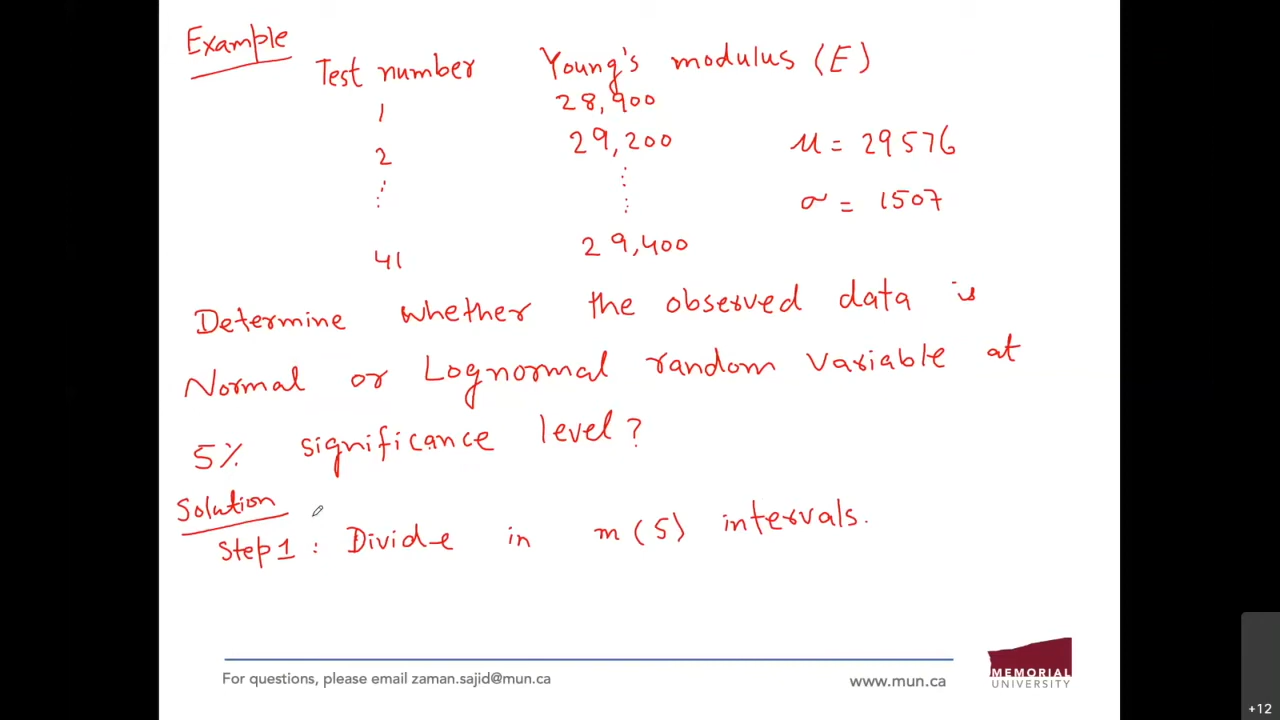 Example
Test number Young's modulus (E)
1 28,900
2 29,200 μ = 29576
⋮ ⋮ σ = 1507
41 29,400
Determine whether the observed data is
Normal or Lognormal random variable at
5% significance level?
Solution
Step 1 : Divide in m (5) intervals.
For questions, please email zaman.sajid@mun.ca www.mun.ca
MEMORIAL
UNIVERSITY
+12